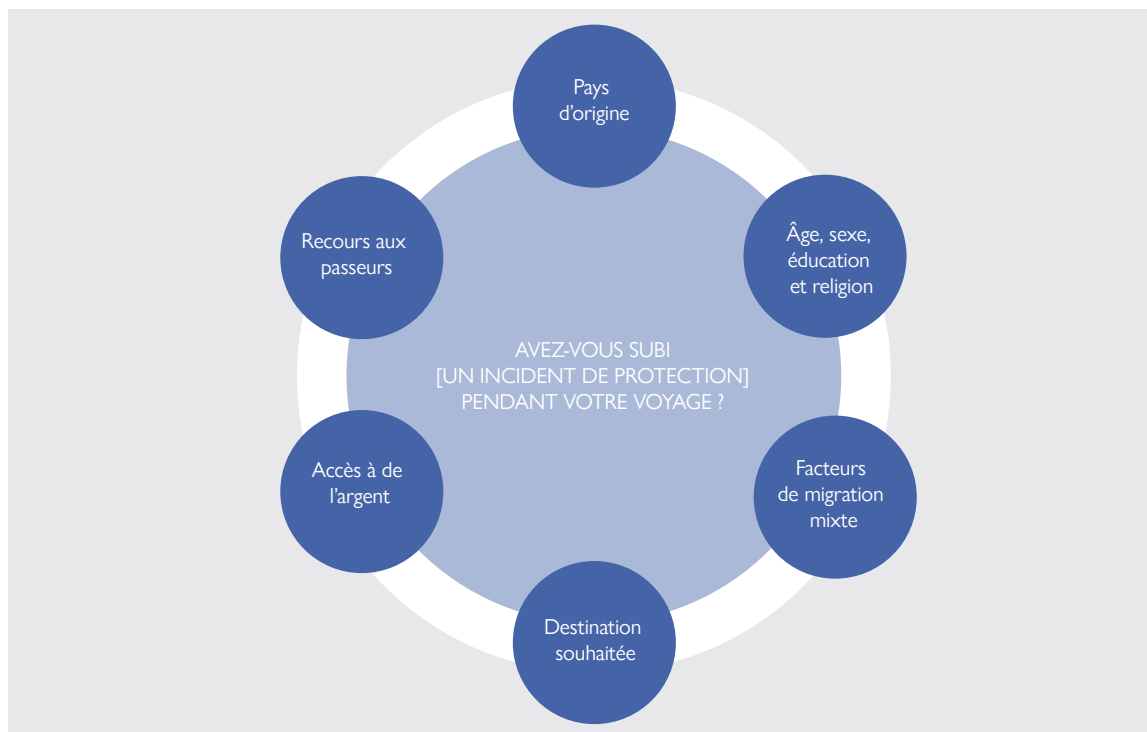 Pays
d'origine
Âge, sexe,
éducation
et religion
Recours aux
passeurs
AVEZ-VOUS SUBI
[UN INCIDENT DE PROTECTION]
PENDANT VOTRE VOYAGE ?
Accès à de
l'argent
Facteurs
de migration
mixte
Destination
souhaitée